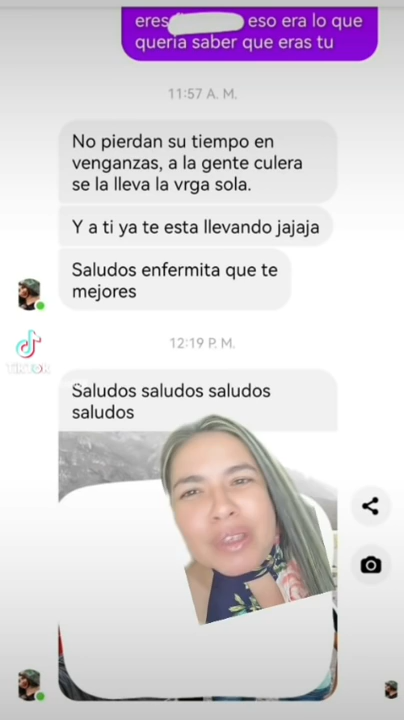 eres eso era lo que
quería saber que eras tu
11:57 A. M.
No pierdan su tiempo en
venganzas, a la gente culera
se la lleva la vrga sola.
Y a ti ya te esta llevando jajaja
Saludos enfermita que te
mejores
TikTok
12:19 P. M.
Saludos saludos saludos
saludos